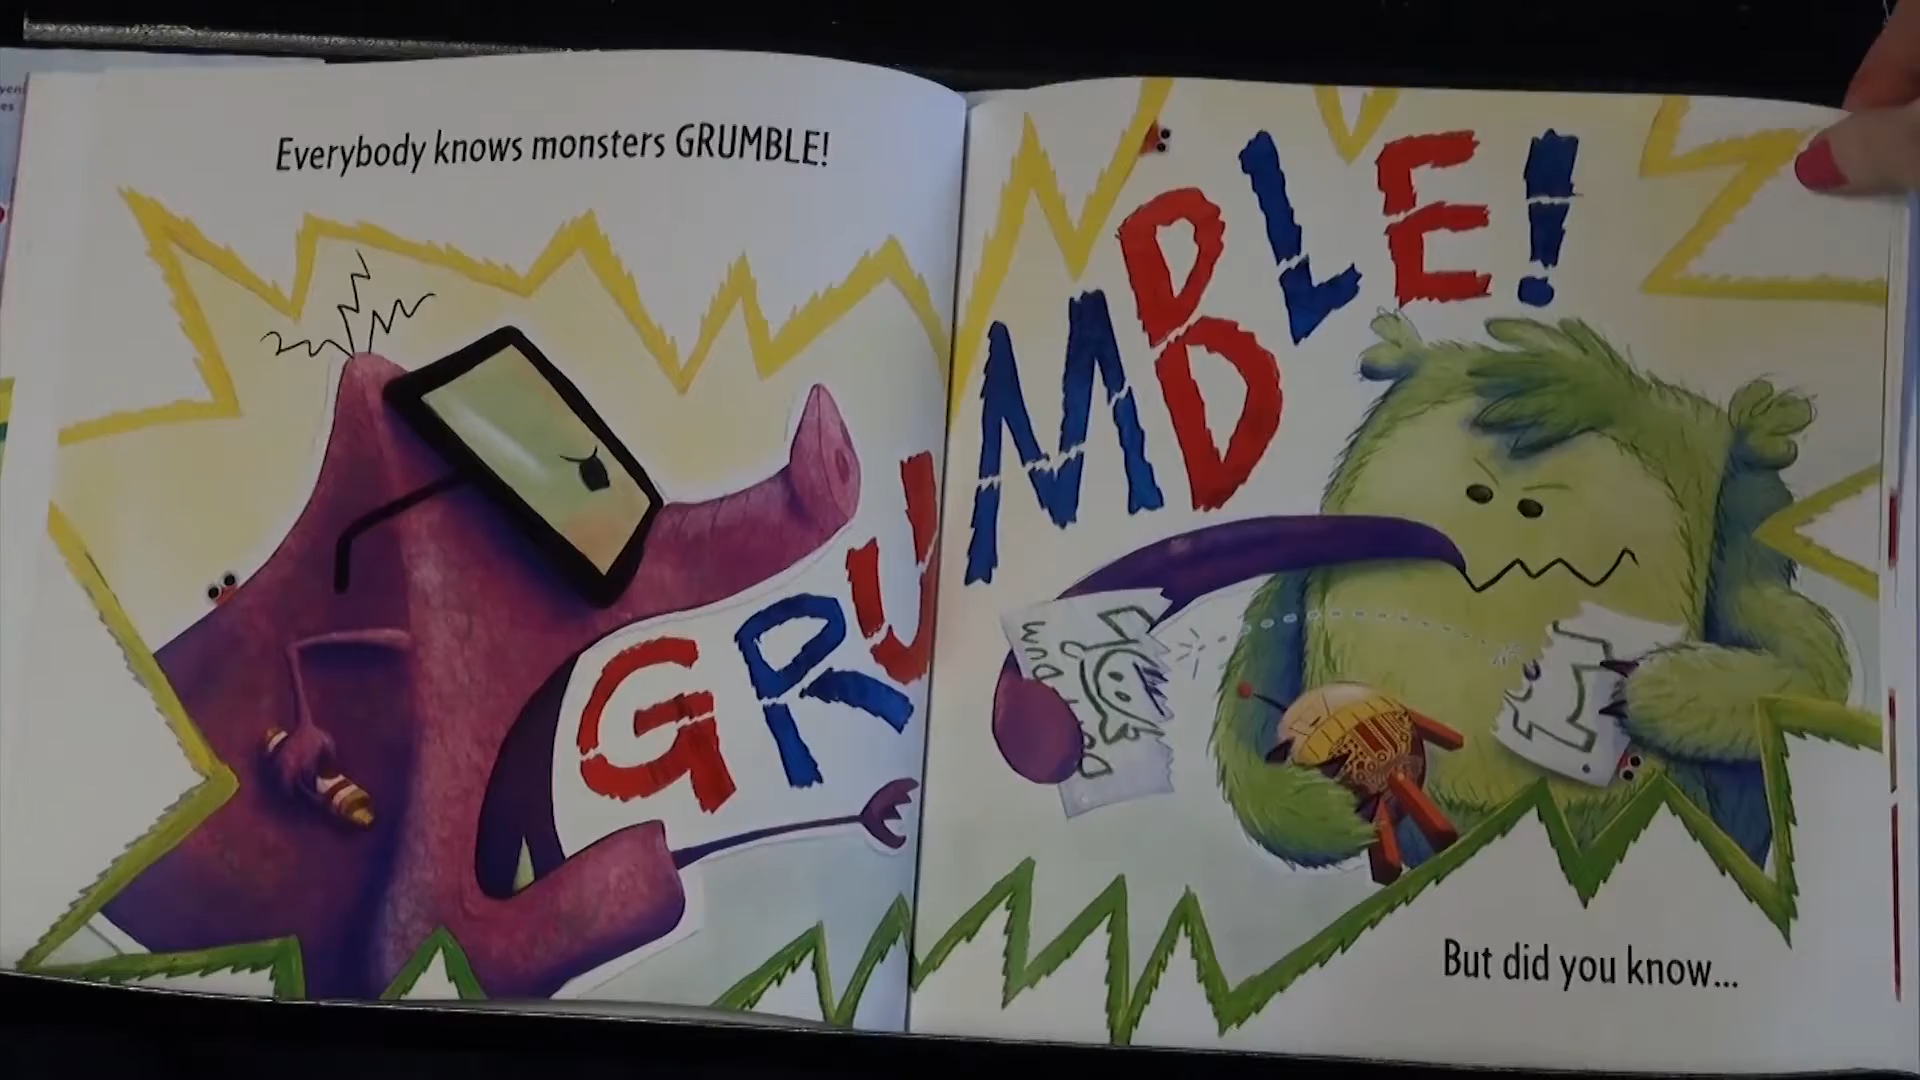 Everybody knows monsters GRUMBLE!
GRUMBLE!
But did you know...